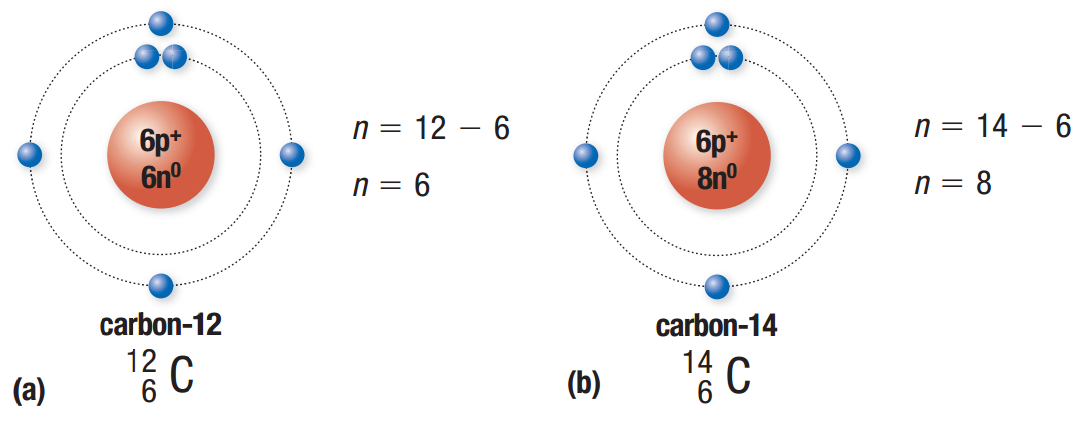 6p⁺
6n⁰
n = 12 − 6
n = 6
carbon-12
¹²₆C
(a)
6p⁺
8n⁰
n = 14 − 6
n = 8
carbon-14
¹⁴₆C
(b)